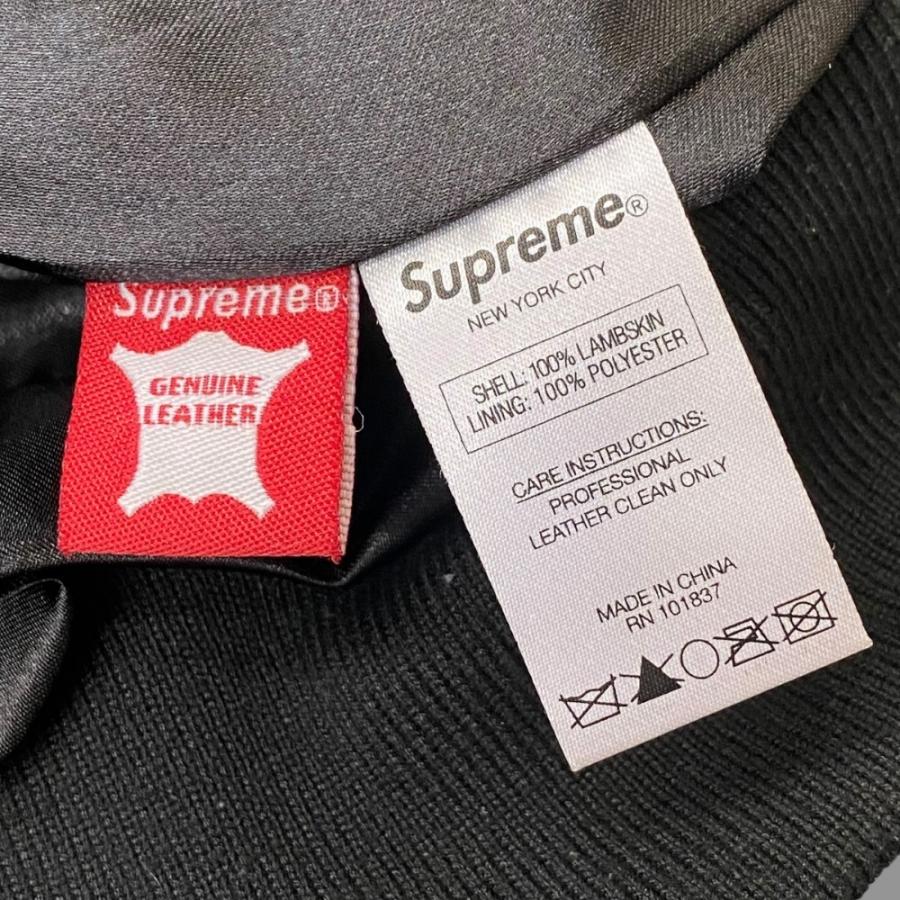 Supreme®
GENUINE
LEATHER
Supreme®
NEW YORK CITY
SHELL: 100% LAMBSKIN
LINING: 100% POLYESTER
CARE INSTRUCTIONS:
PROFESSIONAL
LEATHER CLEAN ONLY
MADE IN CHINA
RN 101837